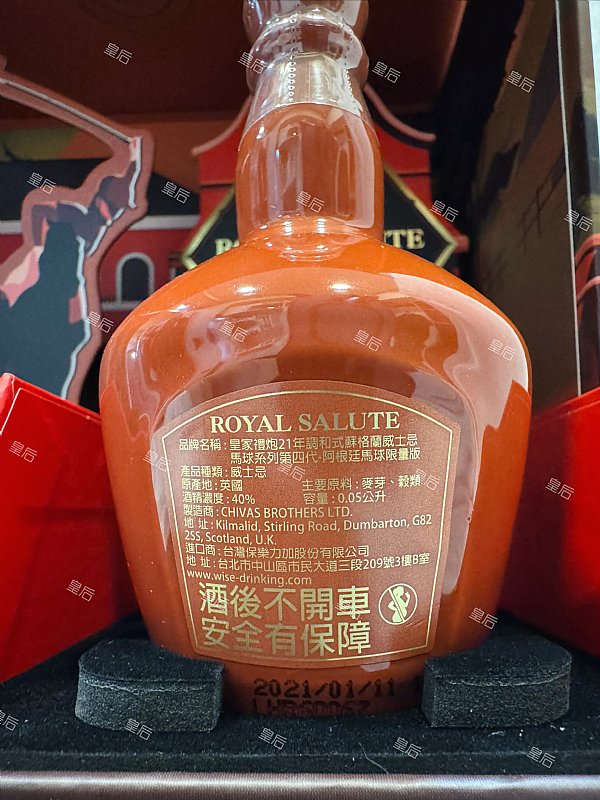 ROYAL SALUTE
品牌名稱：皇家禮炮21年調和式蘇格蘭威士忌
馬球系列第四代-阿根廷馬球限量版
產品種類：威士忌
原產地：英國 主要原料：麥芽、穀類
酒精濃度：40% 容量：0.05公升
製造商：CHIVAS BROTHERS LTD.
地 址：Kilmalid, Stirling Road, Dumbarton, G82
2SS, Scotland, U.K.
進口商：台灣保樂力加股份有限公司
地 址：台北市中山區市民大道三段209號3樓B室
www.wise-drinking.com
酒後不開車
安全有保障
2021/01/11
皇后